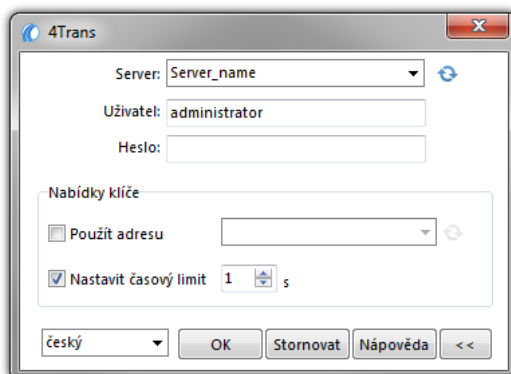 4Trans
Server: Server_name
Uživatel: administrator
Heslo:
Nabídky klíče
Použít adresu
Nastavit časový limit 1 s
český OK Stornovat Nápověda <<